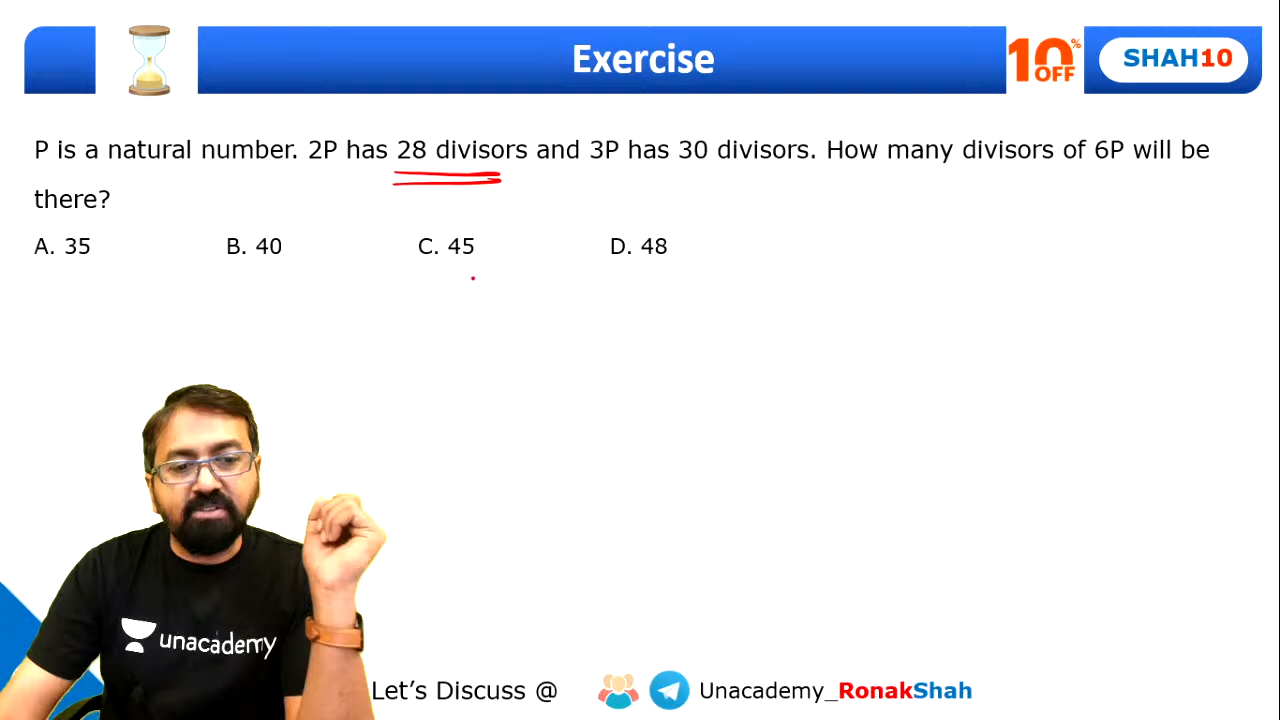 Exercise
10% OFF
SHAH10
P is a natural number. 2P has 28 divisors and 3P has 30 divisors. How many divisors of 6P will be
there?
A. 35 B. 40 C. 45 D. 48
unacademy
Let’s Discuss @ Unacademy_RonakShah